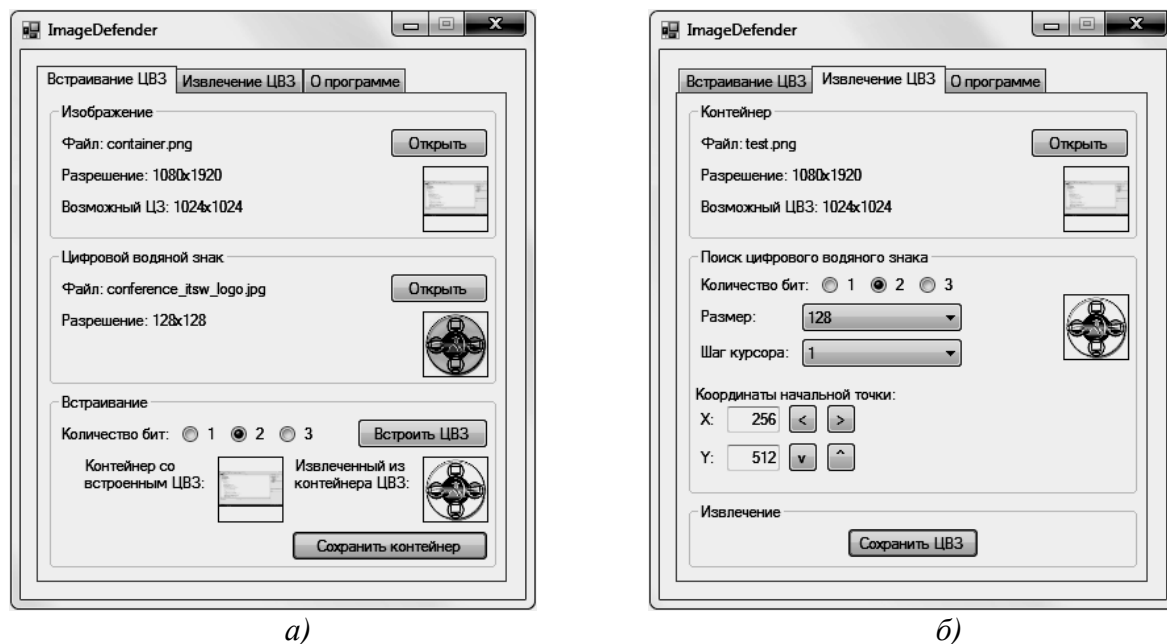 ImageDefender
Встраивание ЦВЗ Извлечение ЦВЗ О программе
Изображение
Файл: container.png Открыть
Разрешение: 1080x1920
Возможный ЦЗ: 1024x1024
Цифровой водяной знак
Файл: conference_itsw_logo.jpg Открыть
Разрешение: 128x128
Встраивание
Количество бит: 1 2 3 Встроить ЦВЗ
Контейнер со встроенным ЦВЗ:
Извлеченный из контейнера ЦВЗ:
Сохранить контейнер
а)
ImageDefender
Встраивание ЦВЗ Извлечение ЦВЗ О программе
Контейнер
Файл: test.png Открыть
Разрешение: 1080x1920
Возможный ЦВЗ: 1024x1024
Поиск цифрового водяного знака
Количество бит: 1 2 3
Размер: 128
Шаг курсора: 1
Координаты начальной точки:
X: 256 < >
Y: 512 v ^
Извлечение
Сохранить ЦВЗ
б)